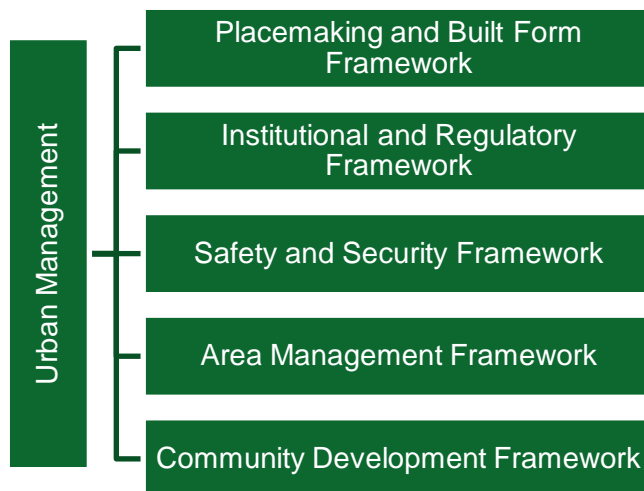 Urban Management
Placemaking and Built Form
Framework
Institutional and Regulatory
Framework
Safety and Security Framework
Area Management Framework
Community Development Framework